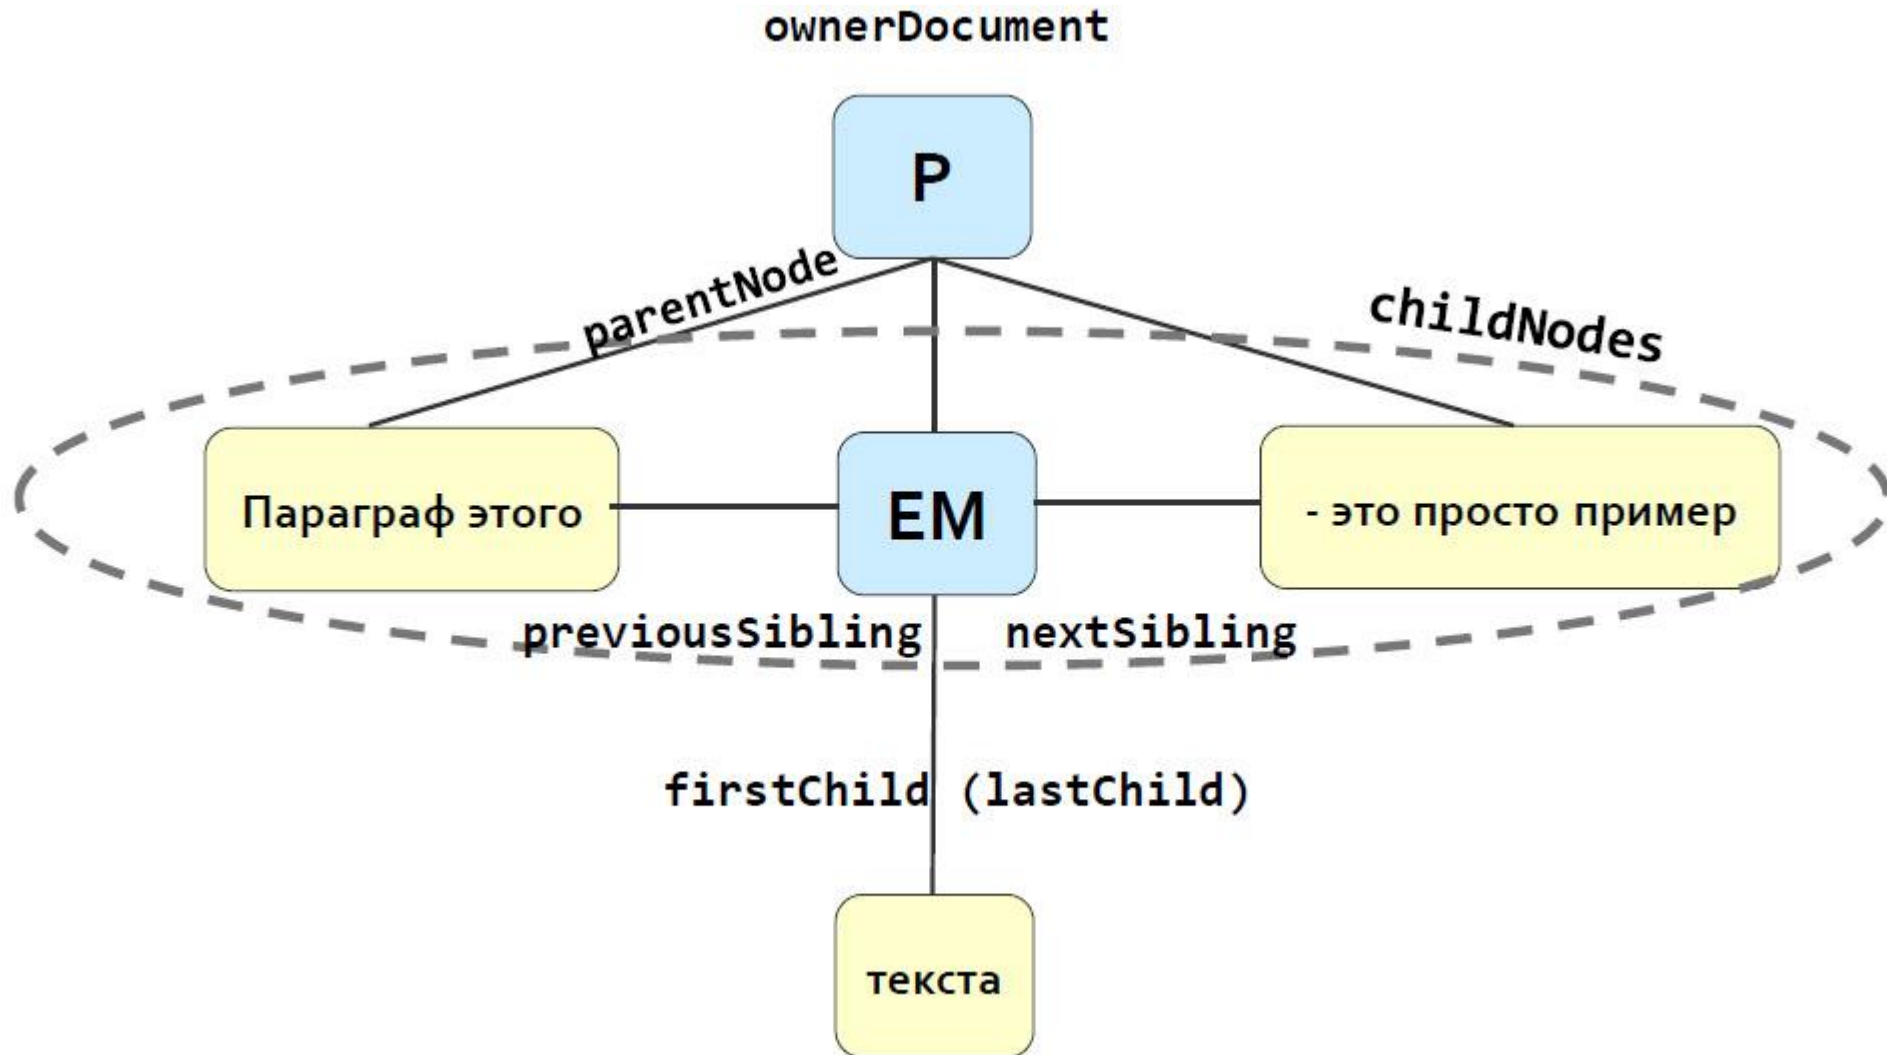 ownerDocument
P
parentNode
childNodes
Параграф этого
EM
- это просто пример
previousSibling
nextSibling
firstChild (lastChild)
текста